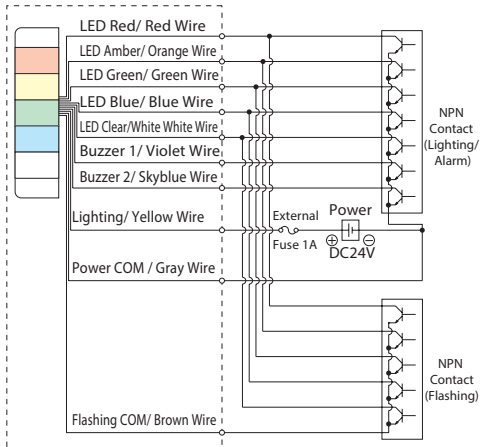 LED Red/ Red Wire
LED Amber/ Orange Wire
LED Green/ Green Wire
LED Blue/ Blue Wire
LED Clear/White White Wire
Buzzer 1/ Violet Wire
Buzzer 2/ Skyblue Wire
Lighting/ Yellow Wire
Power COM / Gray Wire
Flashing COM/ Brown Wire
External
Fuse 1A
Power
⊕ ⊖
DC24V
NPN
Contact
(Lighting/
Alarm)
NPN
Contact
(Flashing)